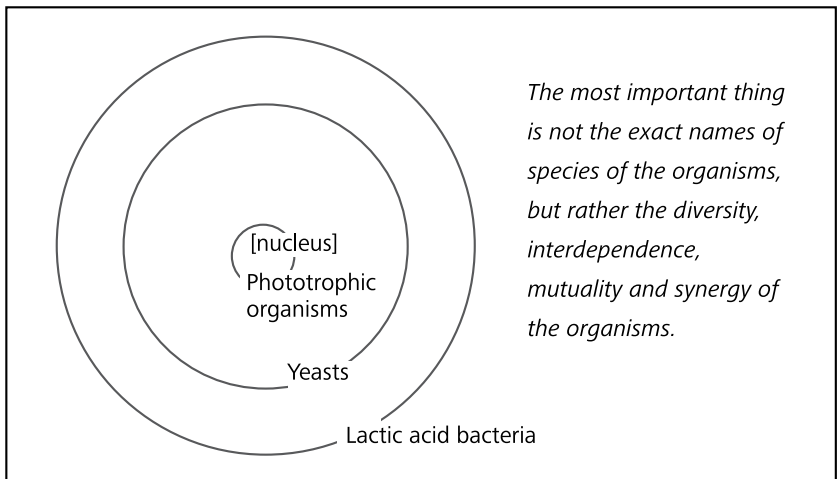 [nucleus]
Phototrophic
organisms
Yeasts
Lactic acid bacteria
The most important thing
is not the exact names of
species of the organisms,
but rather the diversity,
interdependence,
mutuality and synergy of
the organisms.